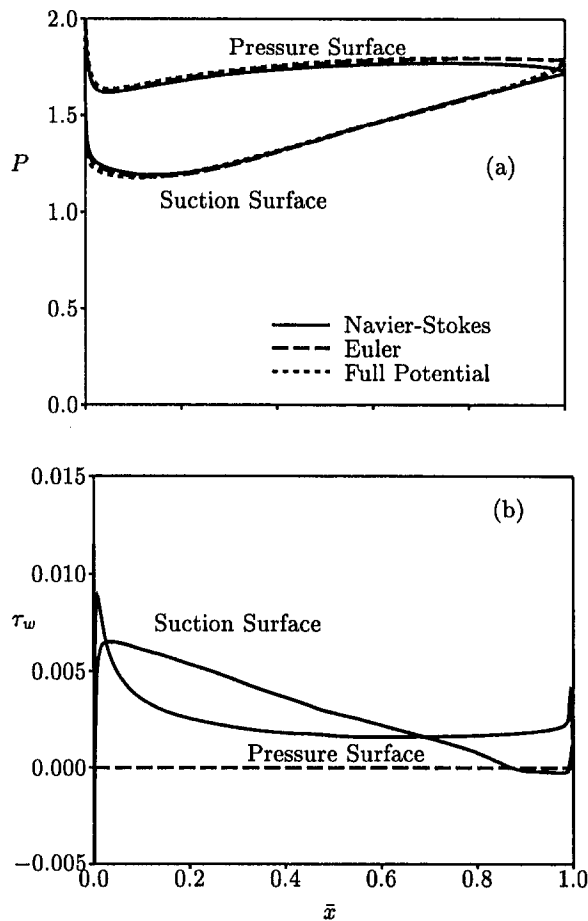 2.0
Pressure Surface
1.5
P
(a)
Suction Surface
1.0
0.5
Navier-Stokes
Euler
Full Potential
0.0
0.015
(b)
0.010
τw
Suction Surface
0.005
Pressure Surface
0.000
−0.005
0.0 0.2 0.4 0.6 0.8 1.0
x̄